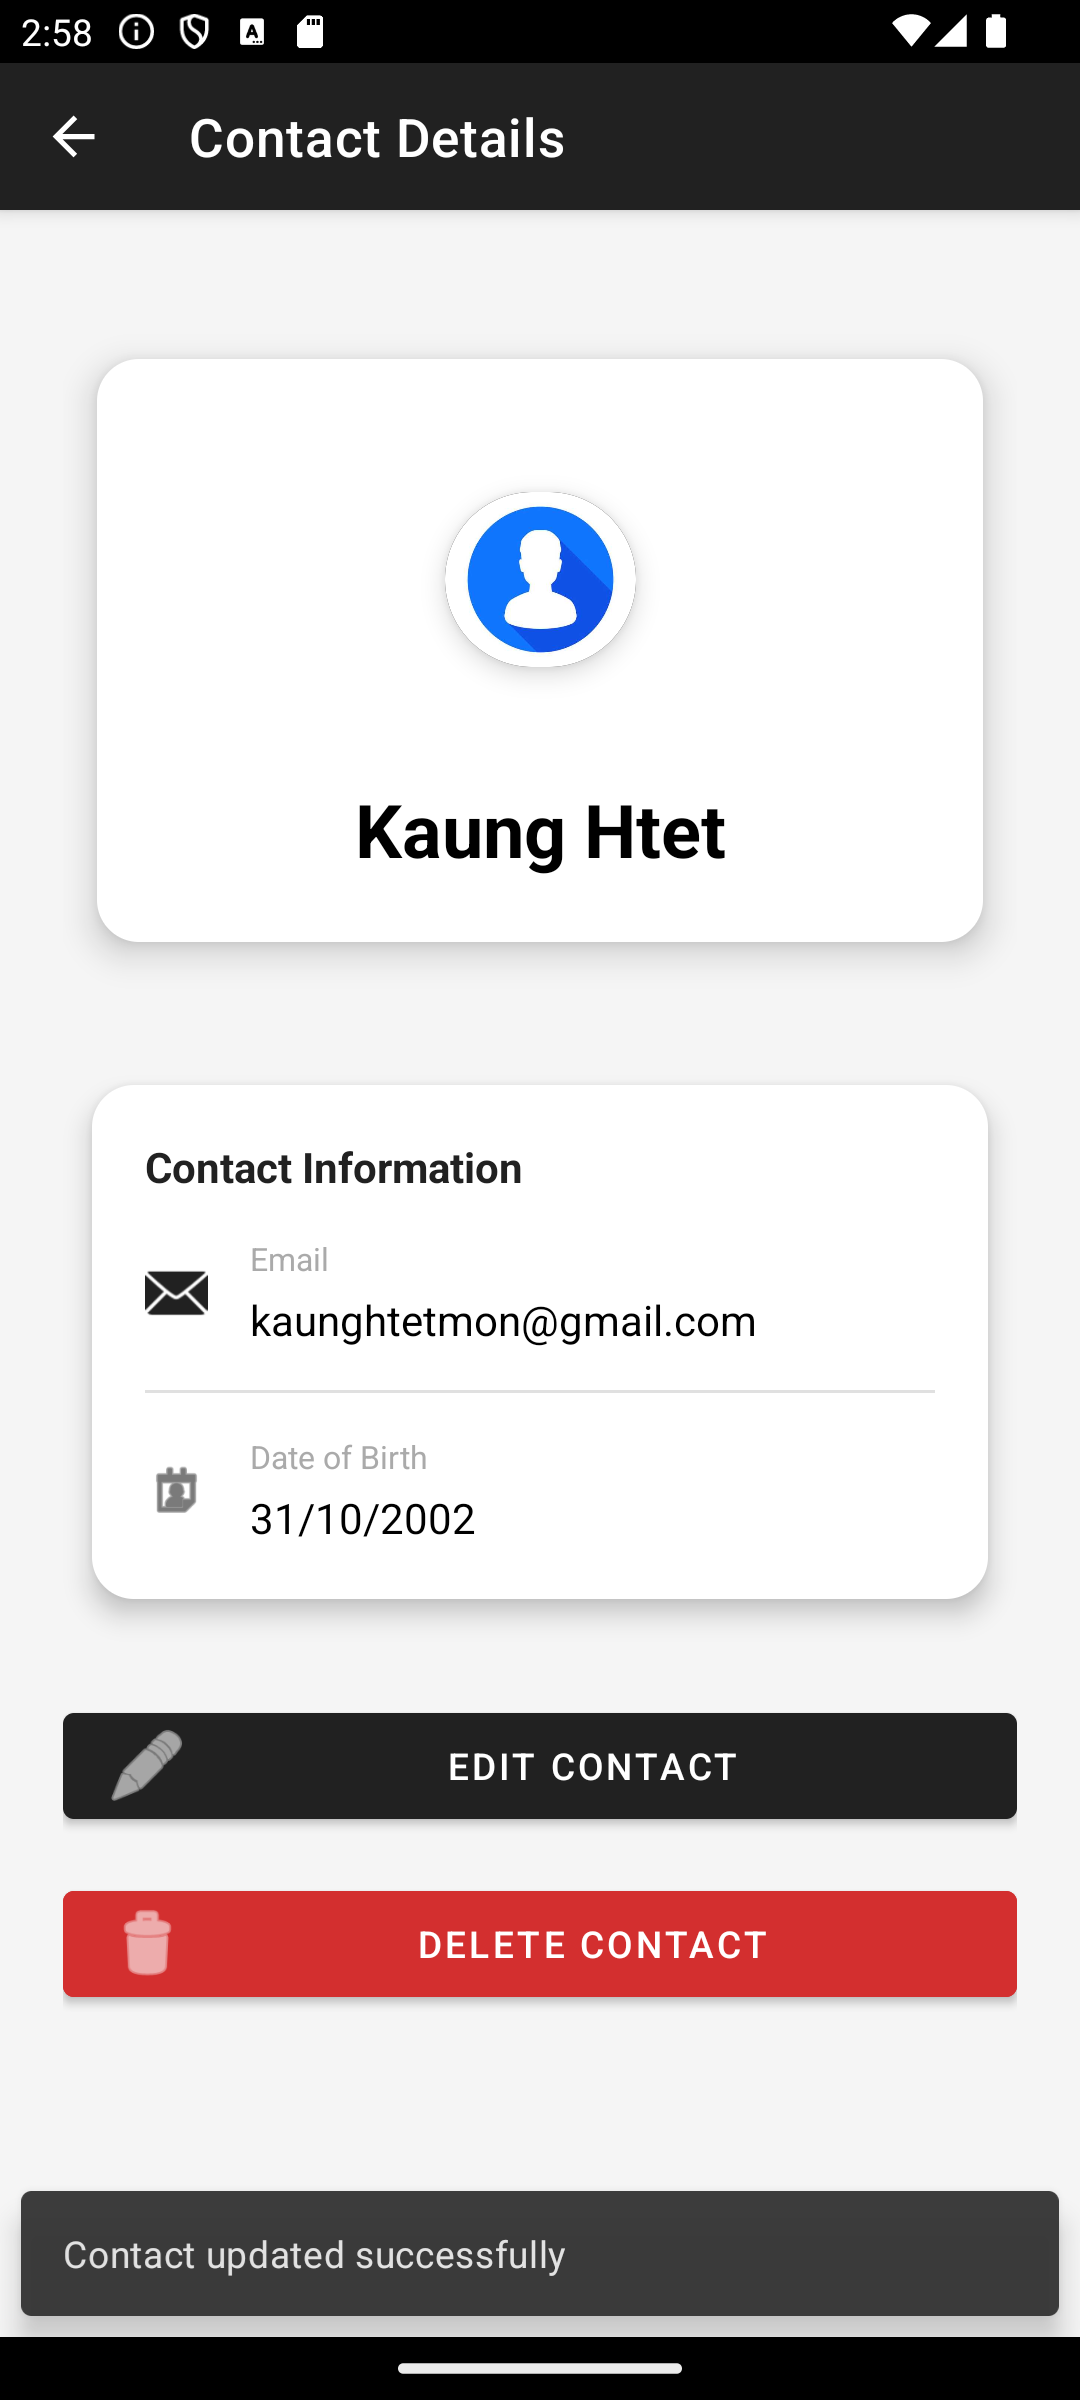 2:58
Contact Details
Kaung Htet
Contact Information
Email
kaunghtetmon@gmail.com
Date of Birth
31/10/2002
EDIT CONTACT
DELETE CONTACT
Contact updated successfully